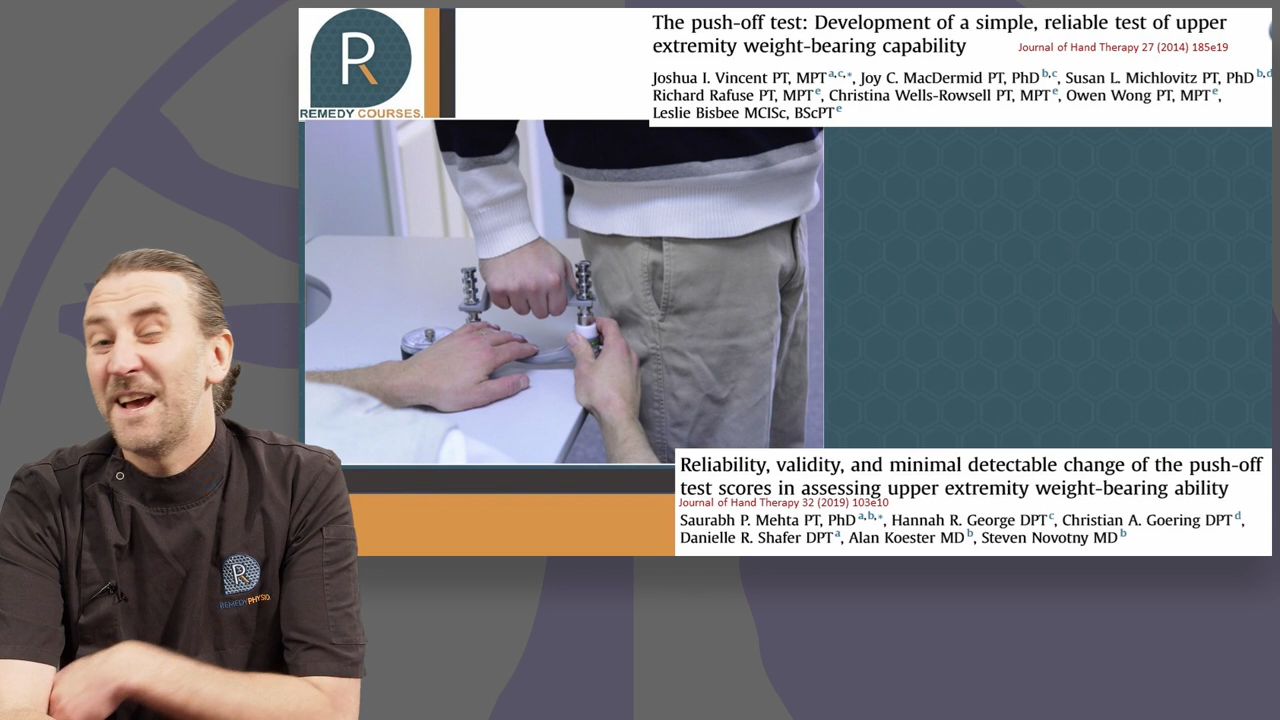 R
REMEDY COURSES.
The push-off test: Development of a simple, reliable test of upper
extremity weight-bearing capability
Journal of Hand Therapy 27 (2014) 185e19
Joshua I. Vincent PT, MPT a,c,*, Joy C. MacDermid PT, PhD b,c, Susan L. Michlovitz PT, PhD b,d
Richard Rafuse PT, MPT e, Christina Wells-Rowsell PT, MPT e, Owen Wong PT, MPT e,
Leslie Bisbee MCISc, BScPT e
Reliability, validity, and minimal detectable change of the push-off
test scores in assessing upper extremity weight-bearing ability
Journal of Hand Therapy 32 (2019) 103e10
Saurabh P. Mehta PT, PhD a,b,*, Hannah R. George DPT c, Christian A. Goering DPT d,
Danielle R. Shafer DPT a, Alan Koester MD b, Steven Novotny MD b
R
REMEDYPHYSIO.